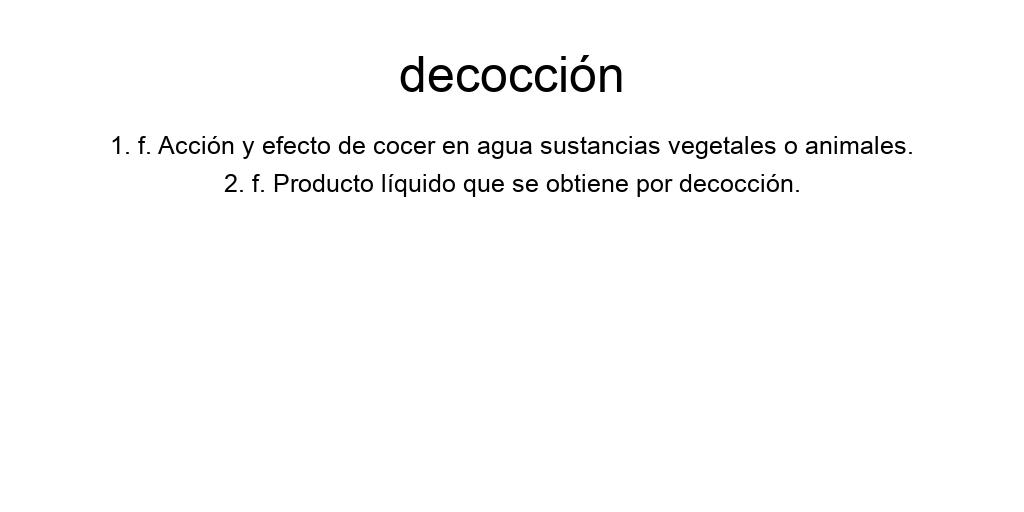 decocción
1. f. Acción y efecto de cocer en agua sustancias vegetales o animales.
2. f. Producto líquido que se obtiene por decocción.